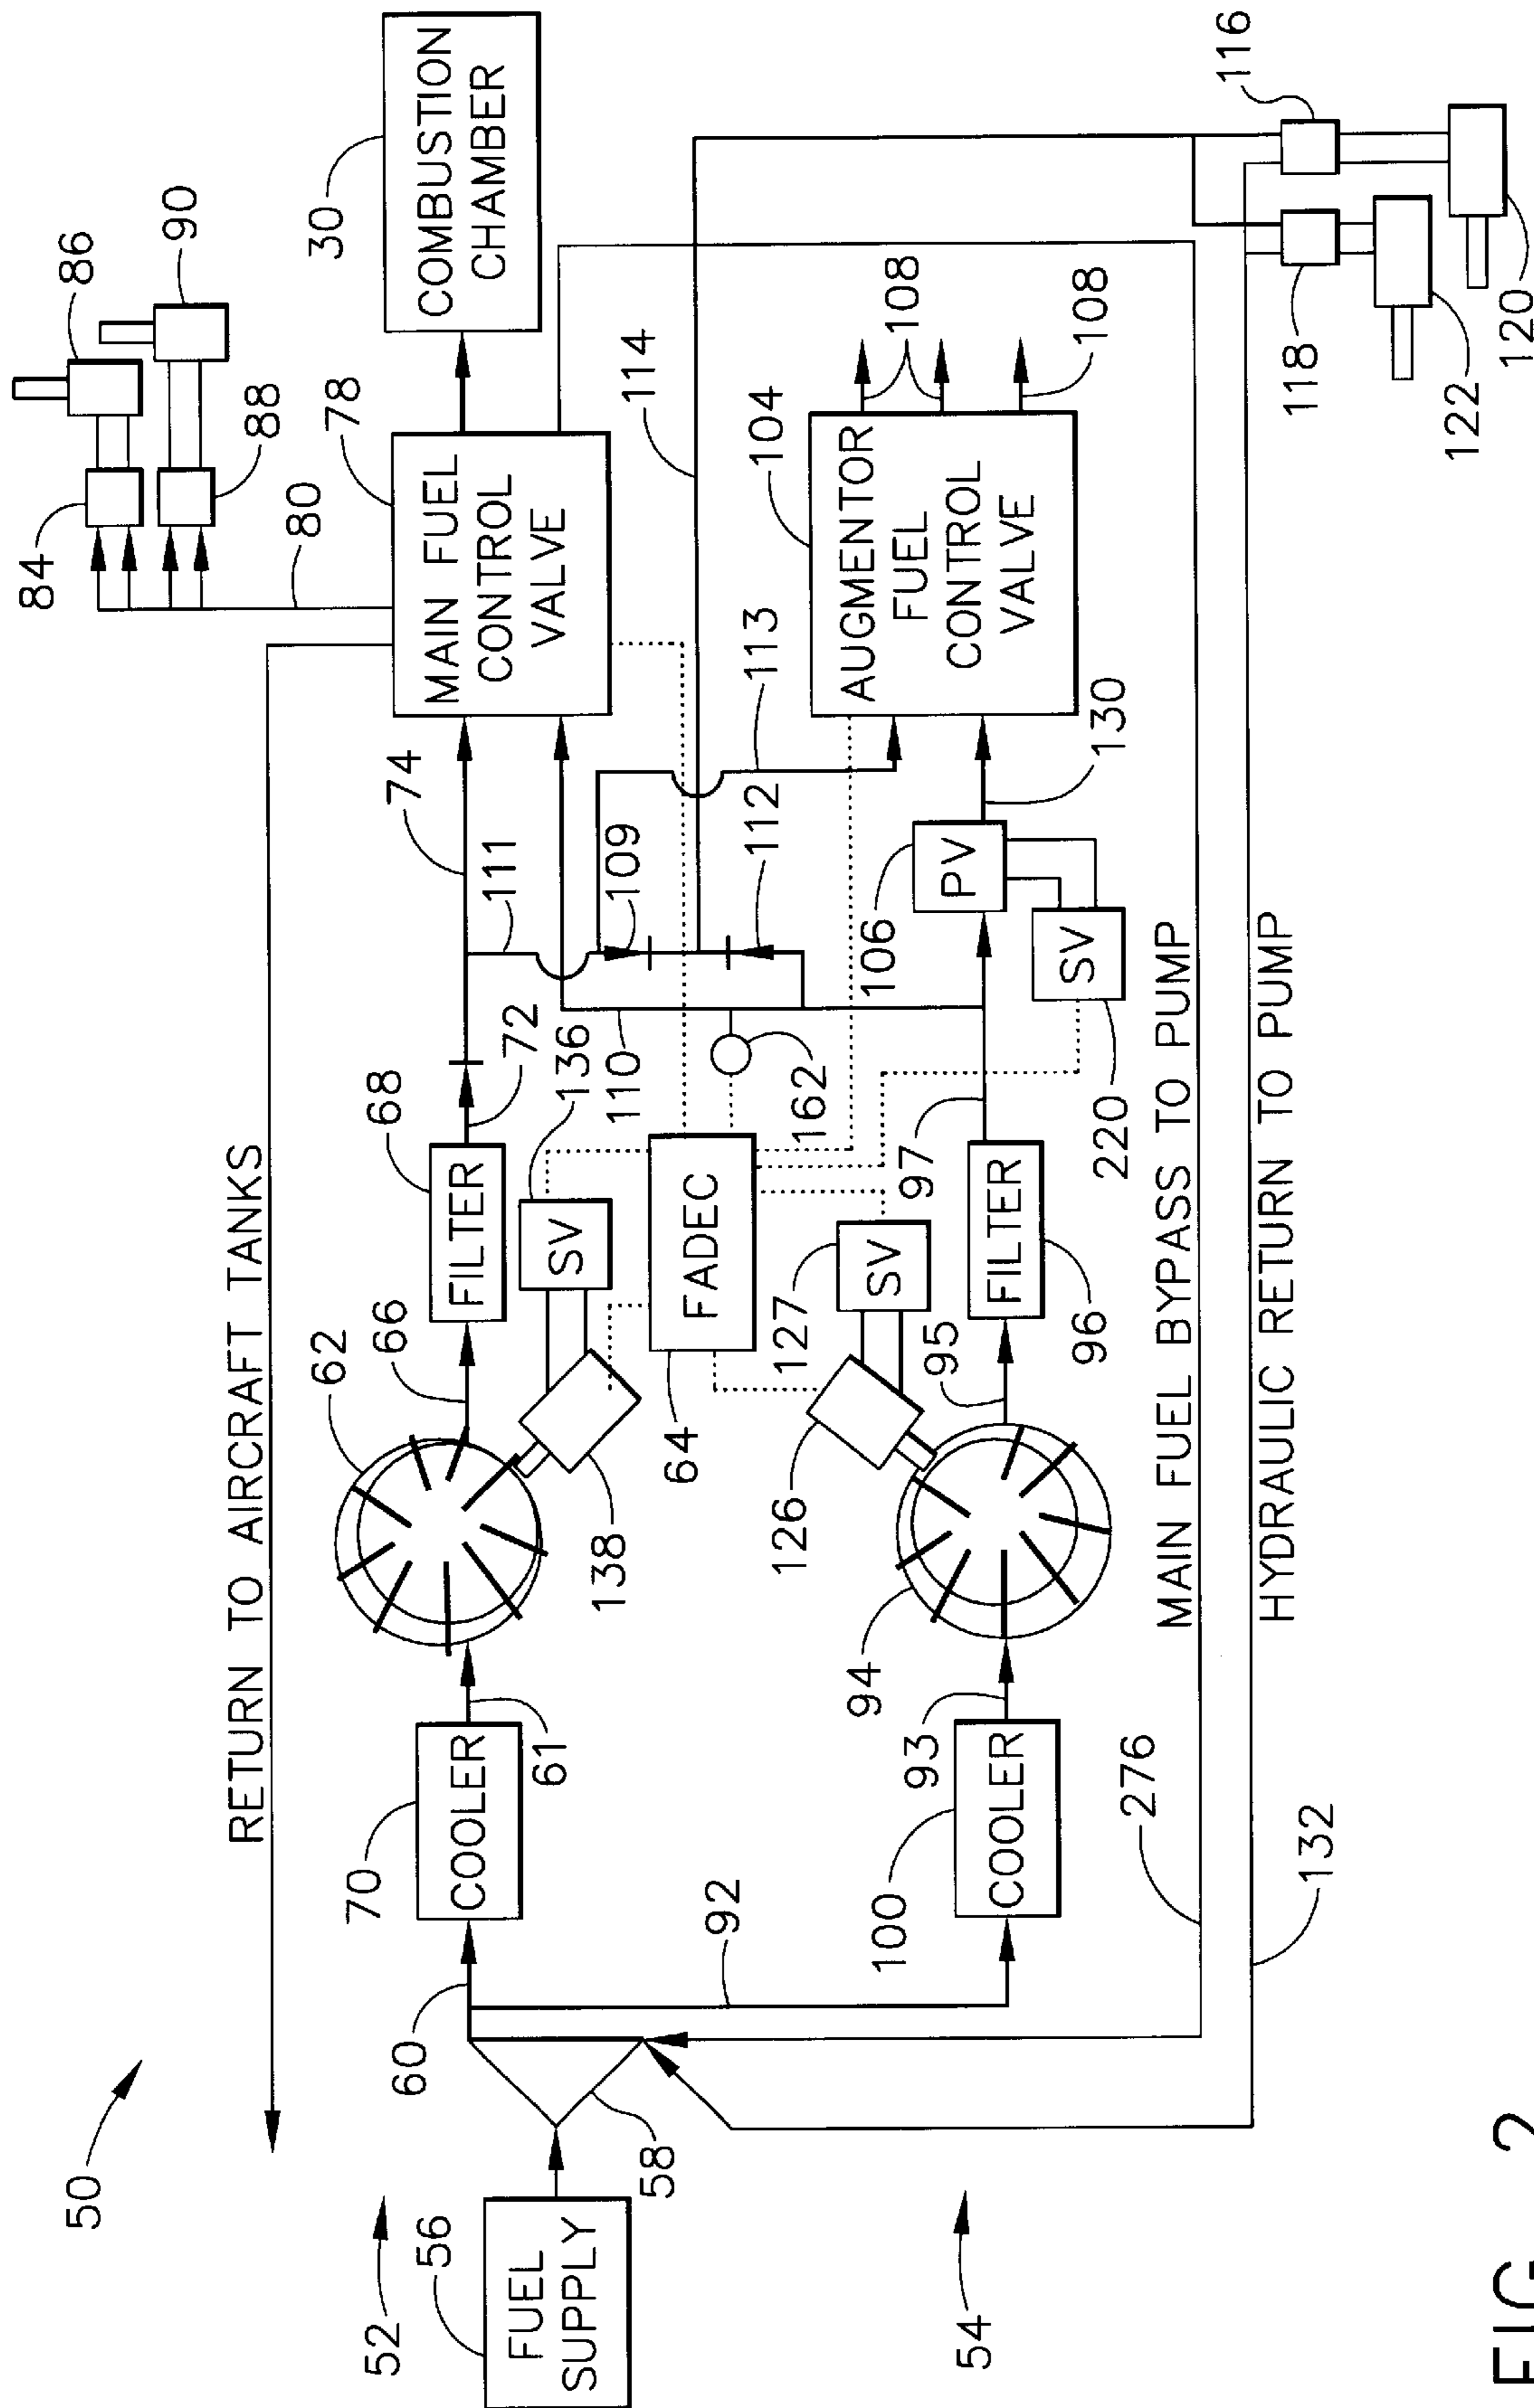 50
RETURN TO AIRCRAFT TANKS
84
86
90
88
80
78
30
COMBUSTION
CHAMBER
52
56
FUEL
SUPPLY
58
60
70
COOLER
61
62
66
68
FILTER
72
74
111
MAIN FUEL
CONTROL
VALVE
136
SV
138
109
113
114
92
64
FADEC
110
162
112
104
AUGMENTOR
FUEL
CONTROL
VALVE
108
108
126
127
SV
106
PV
130
54
100
COOLER
93
94
95
FILTER
96
97
220
SV
276
MAIN FUEL BYPASS TO PUMP
HYDRAULIC RETURN TO PUMP
132
116
118
122
120
FIG. 2